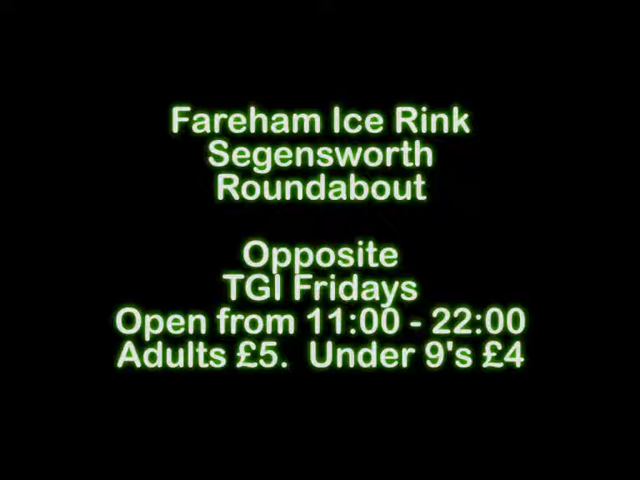 Fareham Ice Rink
Segensworth
Roundabout
Opposite
TGI Fridays
Open from 11:00 - 22:00
Adults £5.  Under 9's £4